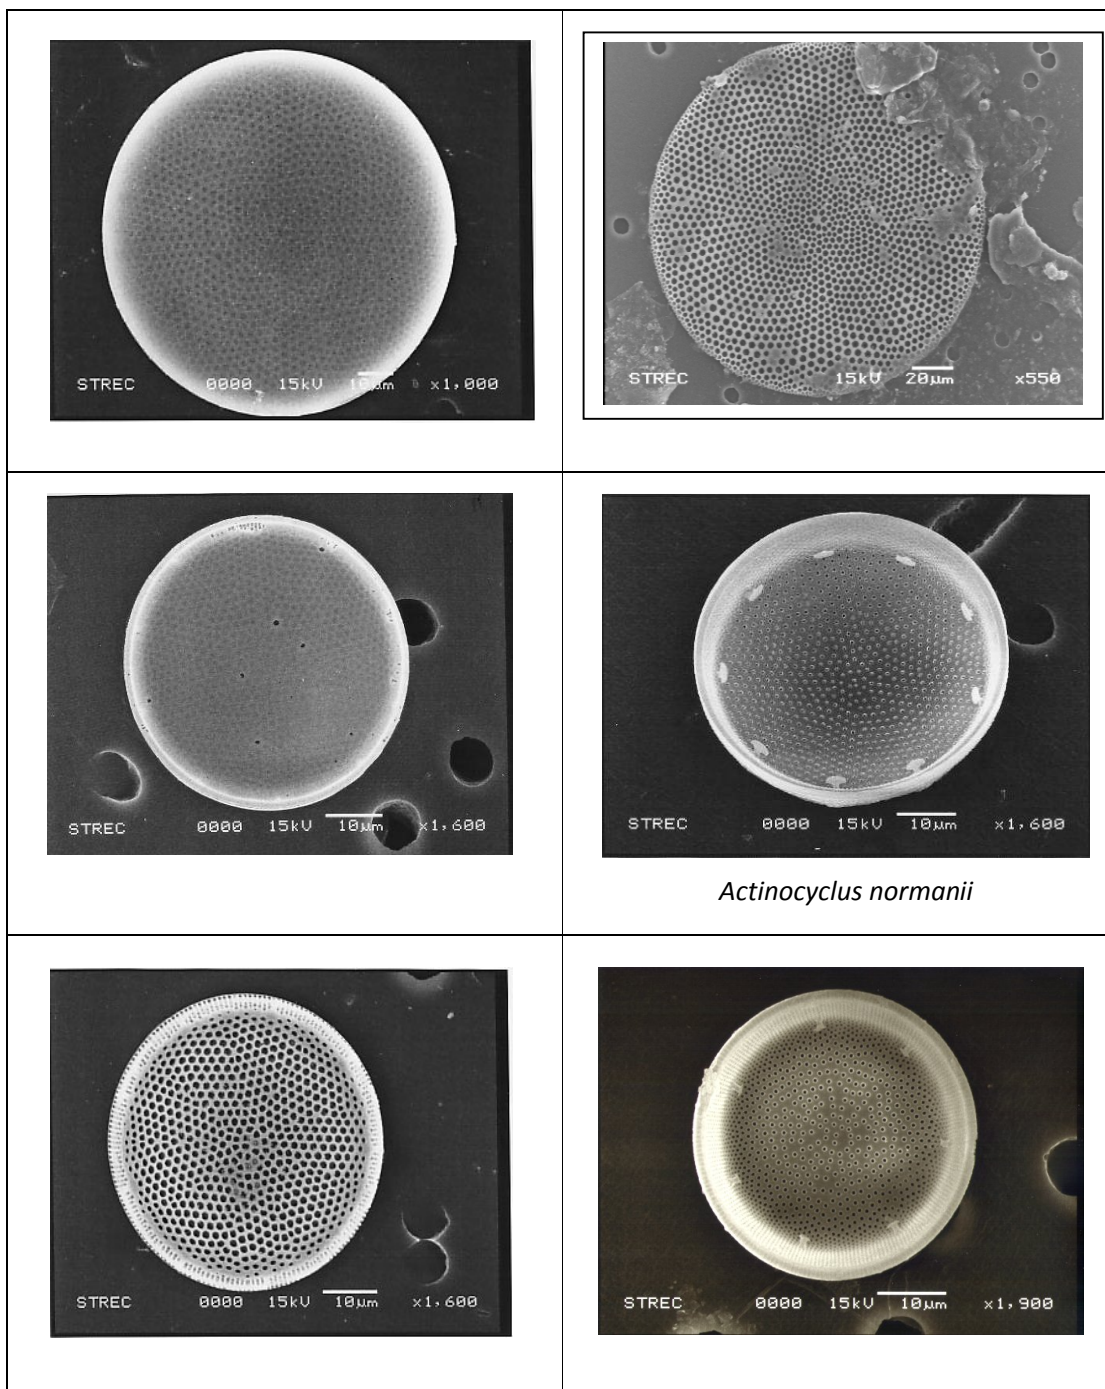 STREC 0000 15kV 10µm x1,000
STREC 15kV 20µm x550
STREC 0000 15kV 10µm x1,600
STREC 0000 15kV 10µm x1,600
Actinocyclus normanii
STREC 0000 15kV 10µm x1,600
STREC 0000 15kV 10µm x1,900